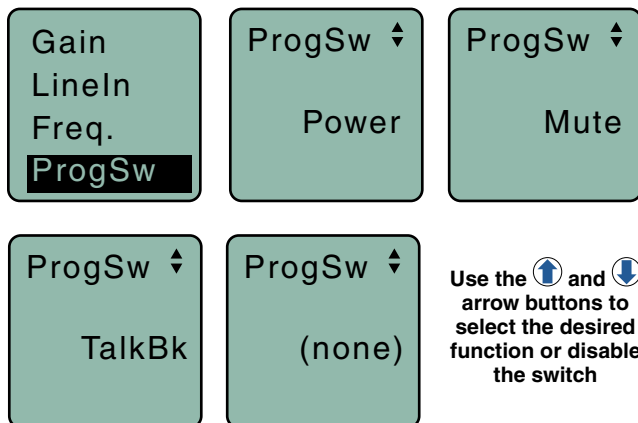 Gain
LineIn
Freq.
ProgSw
ProgSw
Power
ProgSw
Mute
ProgSw
TalkBk
ProgSw
(none)
Use the and
arrow buttons to
select the desired
function or disable
the switch